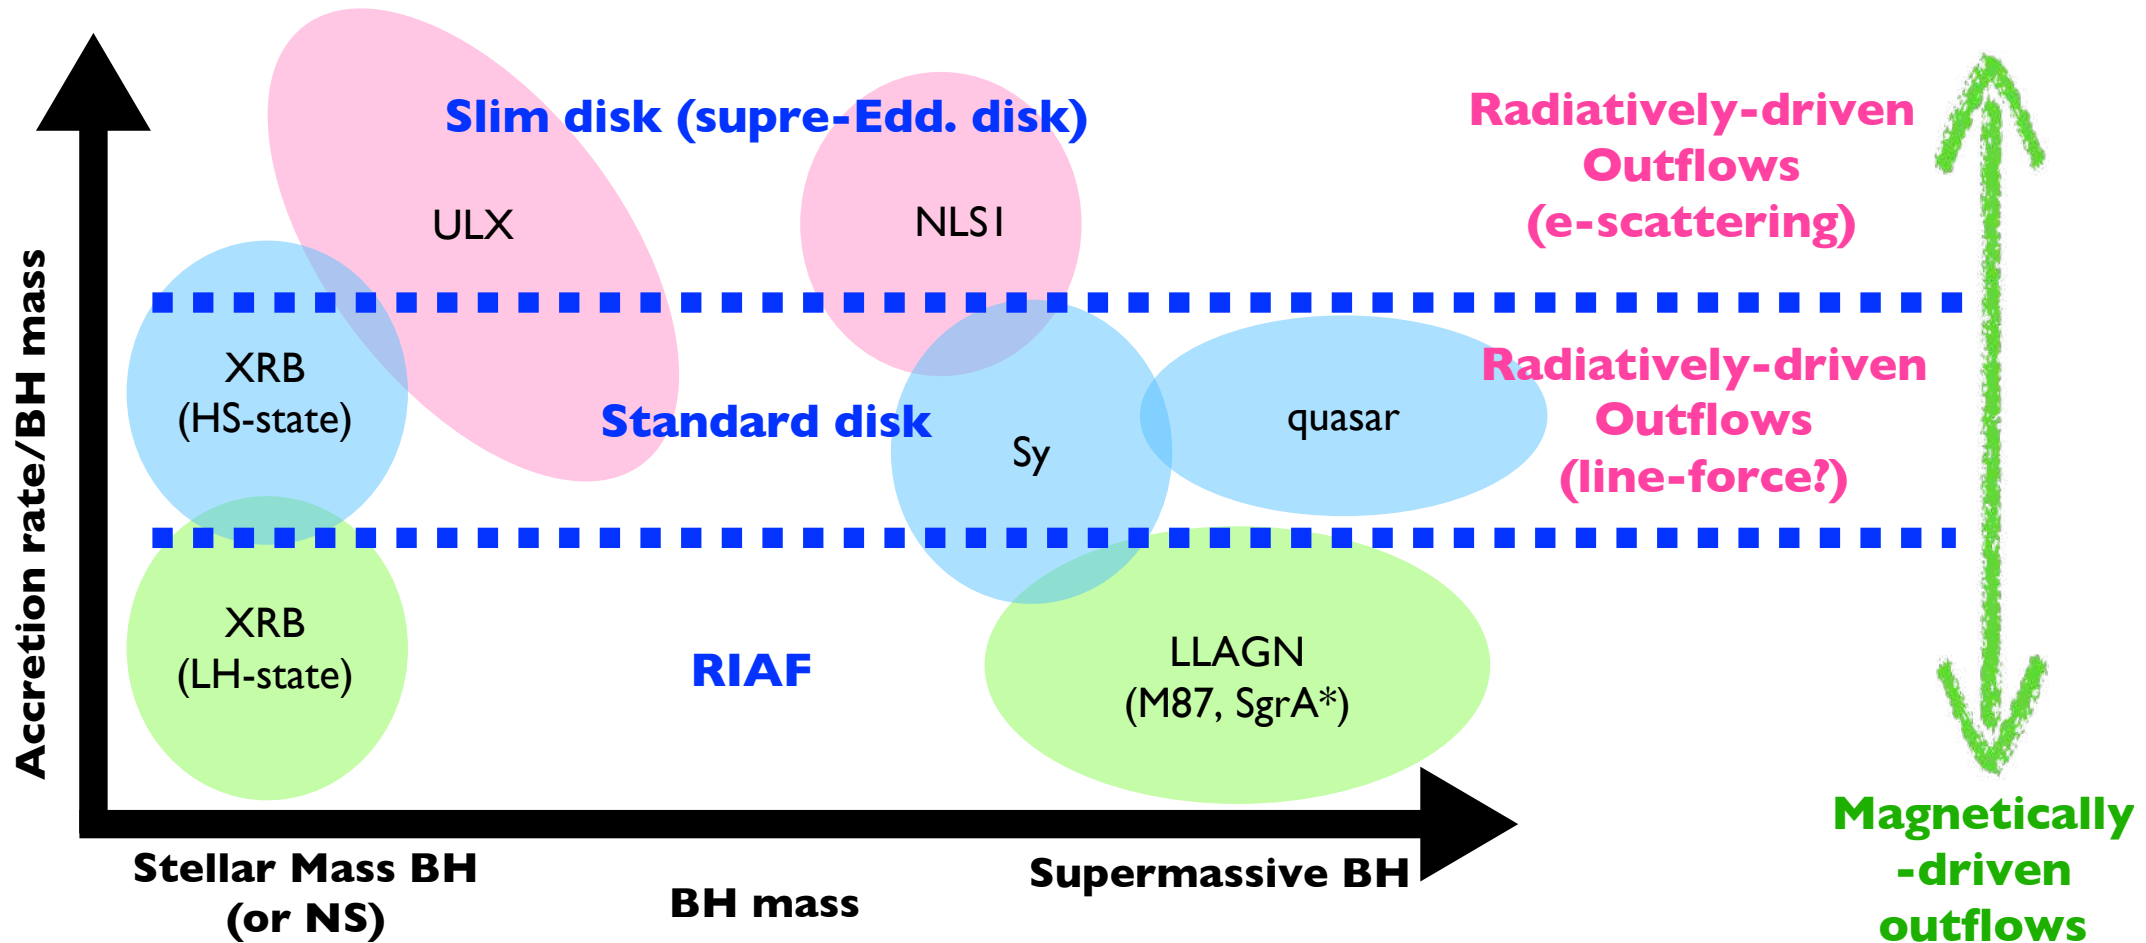 Accretion rate/BH mass
Slim disk (supre-Edd. disk)
ULX
NLS1
Radiatively-driven
Outflows
(e-scattering)
XRB
(HS-state)
Standard disk
Sy
quasar
Radiatively-driven
Outflows
(line-force?)
XRB
(LH-state)
RIAF
LLAGN
(M87, SgrA*)
Stellar Mass BH
(or NS)
BH mass
Supermassive BH
Magnetically
-driven
outflows